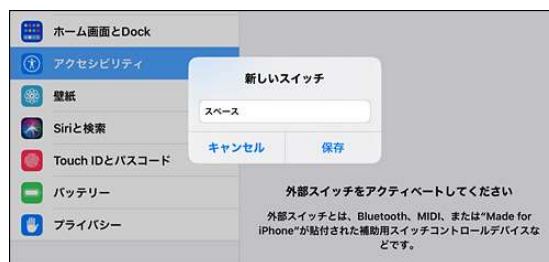 ホーム画面とDock
アクセシビリティ
壁紙
Siriと検索
Touch IDとパスコード
バッテリー
プライバシー
新しいスイッチ
スペース
キャンセル
保存
外部スイッチをアクティベートしてください
外部スイッチとは、Bluetooth、MIDI、または“Made for
iPhone”が貼付された補助用スイッチコントロールデバイスな
どです。